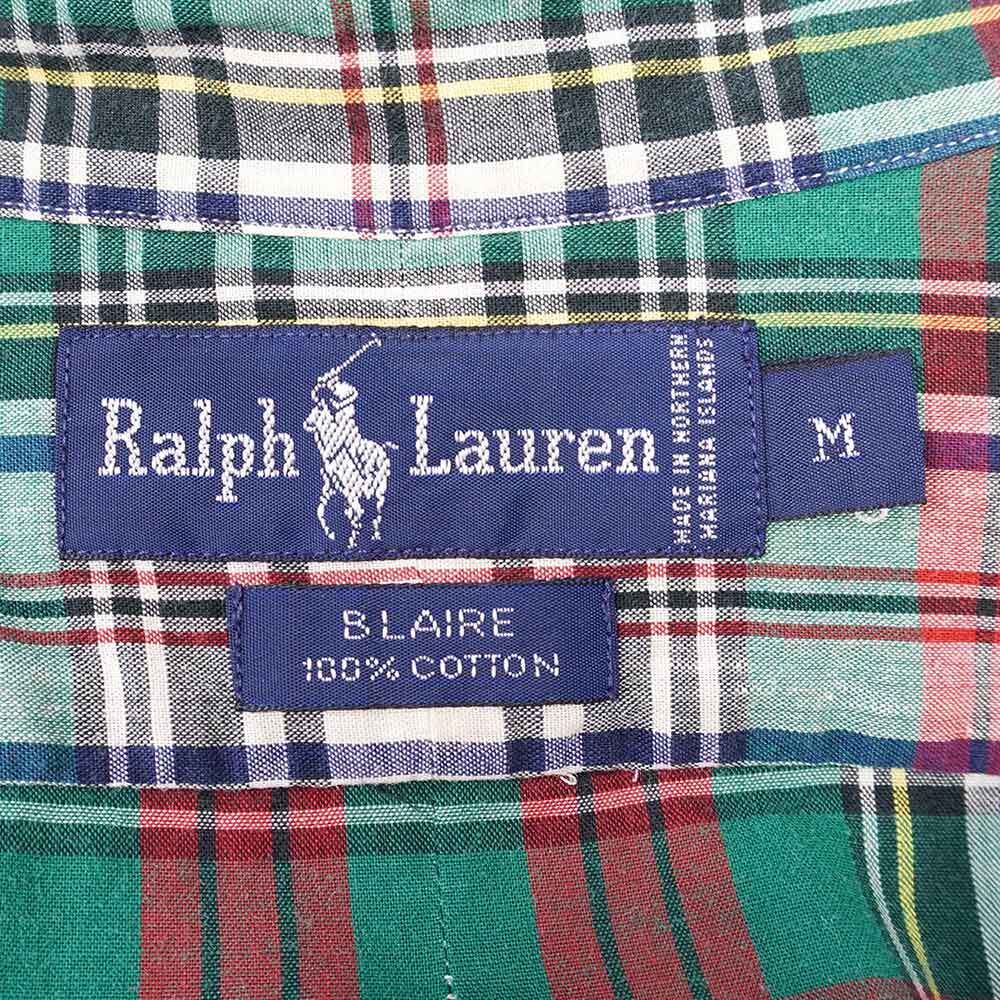 Ralph Lauren
MADE IN NORTHERN
MARIANA ISLANDS
M
BLAIRE
100% COTTON